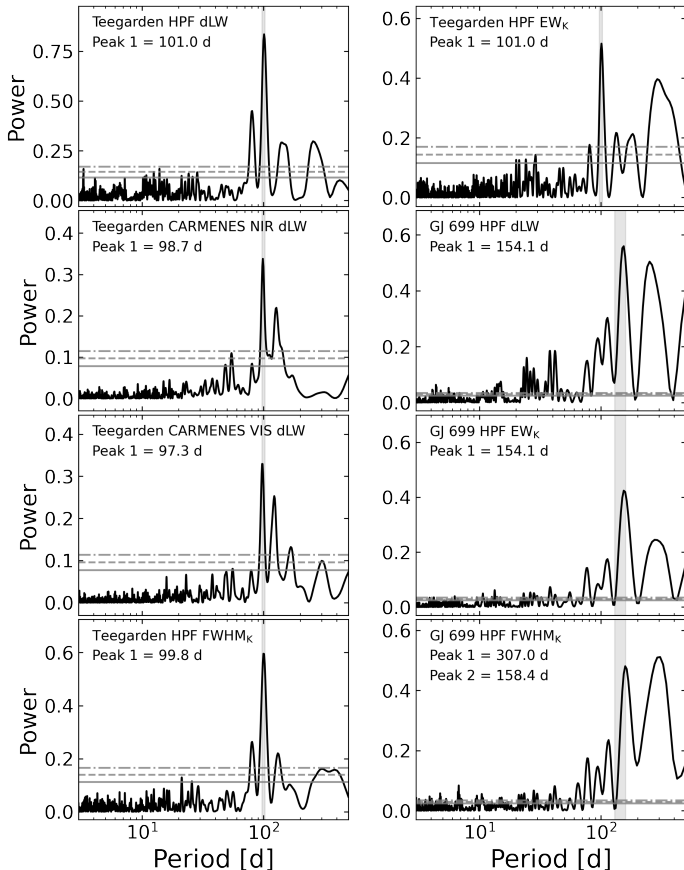 Teegarden HPF dLW
Peak 1 = 101.0 d
Power
0.75
0.50
0.25
0.00
Teegarden CARMENES NIR dLW
Peak 1 = 98.7 d
Power
0.4
0.3
0.2
0.1
0.0
Teegarden CARMENES VIS dLW
Peak 1 = 97.3 d
Power
0.4
0.3
0.2
0.1
0.0
Teegarden HPF FWHM_K
Peak 1 = 99.8 d
Power
0.6
0.4
0.2
0.0
10^1
10^2
Period [d]
Teegarden HPF EW_K
Peak 1 = 101.0 d
0.6
0.4
0.2
0.0
GJ 699 HPF dLW
Peak 1 = 154.1 d
0.6
0.4
0.2
0.0
GJ 699 HPF EW_K
Peak 1 = 154.1 d
0.6
0.4
0.2
0.0
GJ 699 HPF FWHM_K
Peak 1 = 307.0 d
Peak 2 = 158.4 d
0.6
0.4
0.2
0.0
10^1
10^2
Period [d]